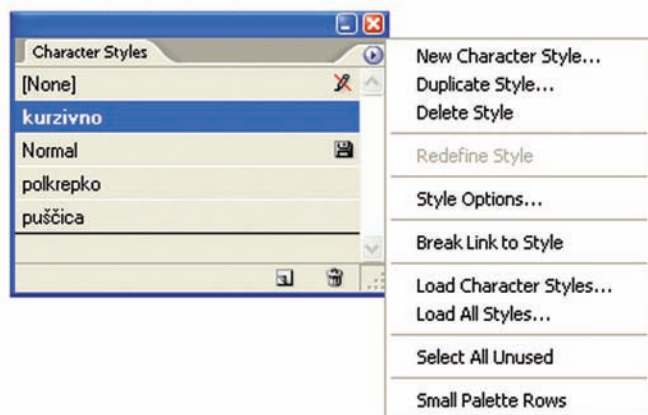 Character Styles
[None]
kurzivno
Normal
polkrepko
puščica
New Character Style...
Duplicate Style...
Delete Style
Redefine Style
Style Options...
Break Link to Style
Load Character Styles...
Load All Styles...
Select All Unused
Small Palette Rows